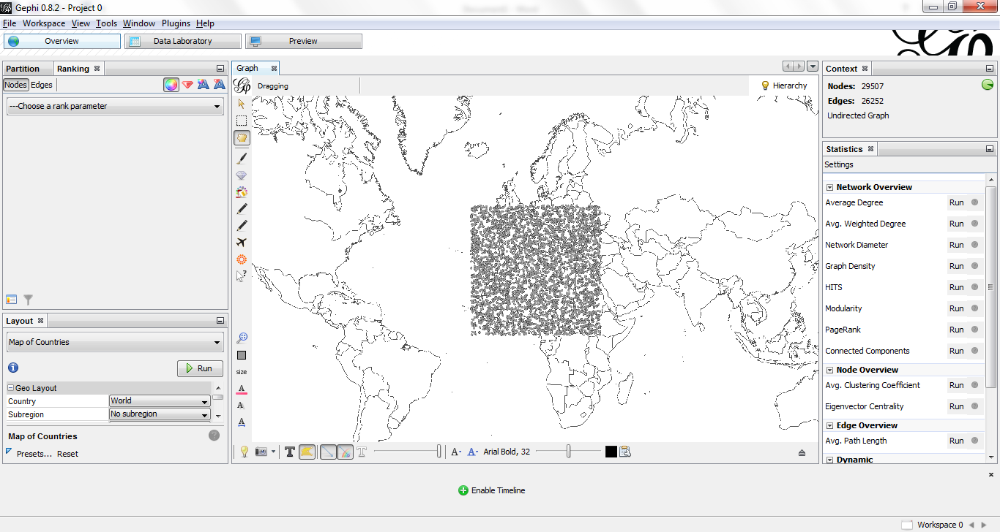 Gephi 0.8.2 - Project 0
File Workspace View Tools Window Plugins Help
Overview
Data Laboratory
Preview
Partition
Ranking
Nodes
Edges
---Choose a rank parameter
Layout
Map of Countries
Run
Geo Layout
Country
World
Subregion
No subregion
Map of Countries
Presets...
Reset
Graph
Dragging
Hierarchy
size
A
A
A
T
T
A-
A-
Arial Bold, 32
Context
Nodes: 29507
Edges: 26252
Undirected Graph
Statistics
Settings
Network Overview
Average Degree Run
Avg. Weighted Degree Run
Network Diameter Run
Graph Density Run
HITS Run
Modularity Run
PageRank Run
Connected Components Run
Node Overview
Avg. Clustering Coefficient Run
Eigenvector Centrality Run
Edge Overview
Avg. Path Length Run
Dynamic
Enable Timeline
Workspace 0